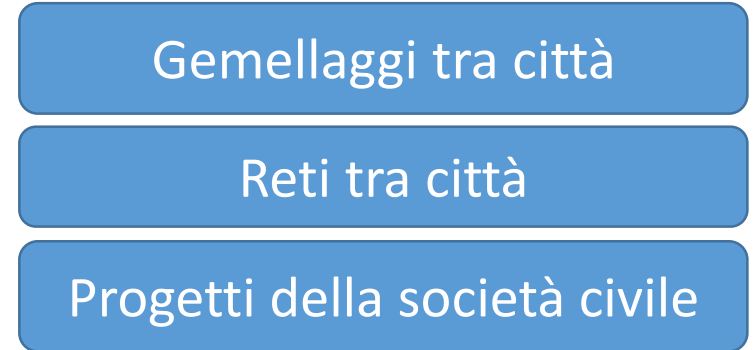 Gemellaggi tra città
Reti tra città
Progetti della società civile